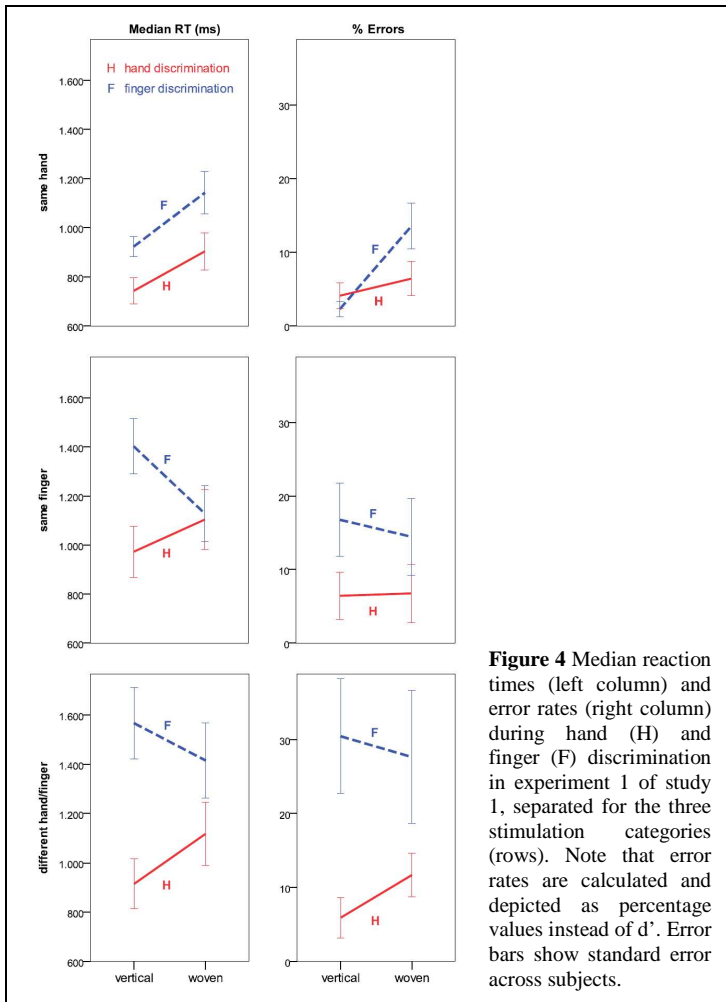 Median RT (ms)
% Errors
H hand discrimination
F finger discrimination
same hand
1.600
1.400
1.200
1.000
800
600
F
H
30
20
10
0
F
H
same finger
1.600
1.400
1.200
1.000
800
600
F
H
30
20
10
0
F
H
different hand/finger
1.600
1.400
1.200
1.000
800
600
F
H
vertical
woven
30
20
10
0
F
H
vertical
woven
Figure 4 Median reaction
times (left column) and
error rates (right column)
during hand (H) and
finger (F) discrimination
in experiment 1 of study
1, separated for the three
stimulation categories
(rows). Note that error
rates are calculated and
depicted as percentage
values instead of d’. Error
bars show standard error
across subjects.